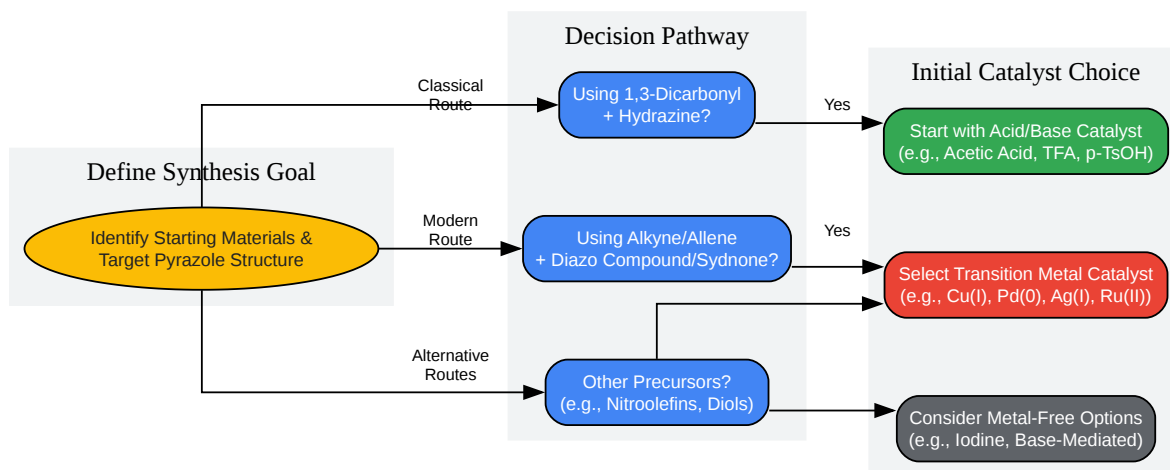 Define Synthesis Goal
Identify Starting Materials &
Target Pyrazole Structure
Classical
Route
Modern
Route
Alternative
Routes
Decision Pathway
Using 1,3-Dicarbonyl
+ Hydrazine?
Using Alkyne/Allene
+ Diazo Compound/Sydnone?
Other Precursors?
(e.g., Nitroolefins, Diols)
Yes
Yes
Initial Catalyst Choice
Start with Acid/Base Catalyst
(e.g., Acetic Acid, TFA, p-TsOH)
Select Transition Metal Catalyst
(e.g., Cu(I), Pd(0), Ag(I), Ru(II))
Consider Metal-Free Options
(e.g., Iodine, Base-Mediated)